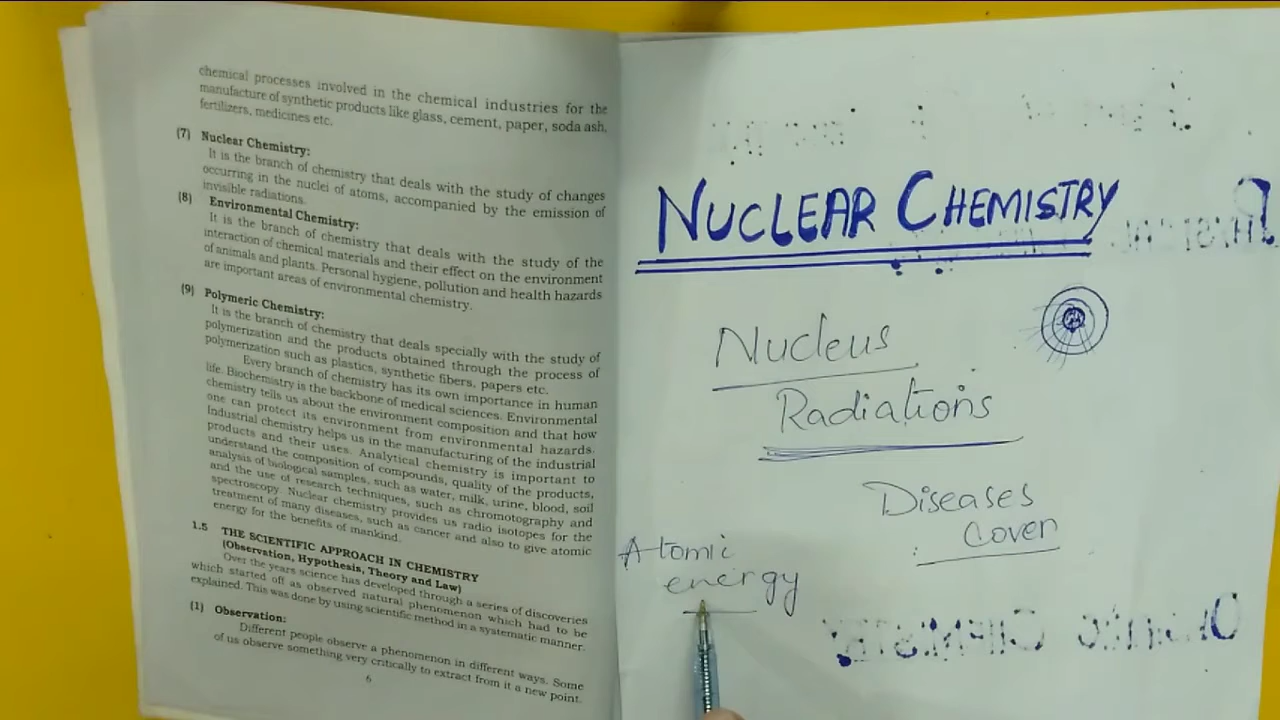 chemical processes involved in the chemical industries for the
manufacture of synthetic products like glass, cement, paper, soda ash,
fertilizers, medicines etc.
(7) Nuclear Chemistry:
It is the branch of chemistry that deals with the study of changes
occurring in the nuclei of atoms, accompanied by the emission of
invisible radiations.
(8) Environmental Chemistry:
It is the branch of chemistry that deals with the study of the
interaction of chemical materials and their effect on the environment
of animals and plants. Personal hygiene, pollution and health hazards
are important areas of environmental chemistry.
(9) Polymeric Chemistry:
It is the branch of chemistry that deals specially with the study of
polymerization and the products obtained through the process of
polymerization such as plastics, synthetic fibers, papers etc.
Every branch of chemistry has its own importance in human
life. Biochemistry is the backbone of medical sciences. Environmental
chemistry tells us about the environment composition and that how
one can protect its environment from environmental hazards.
Industrial chemistry helps us in the manufacturing of the industrial
products and their uses. Analytical chemistry is important to
understand the composition of compounds, quality of the products,
analysis of biological samples, such as water, milk, urine, blood, soil
and the use of research techniques, such as chromotography and
spectroscopy. Nuclear chemistry provides us radio isotopes for the
treatment of many diseases, such as cancer and also to give atomic
energy for the benefits of mankind.
1.5 THE SCIENTIFIC APPROACH IN CHEMISTRY
(Observation, Hypothesis, Theory and Law)
Over the years science has developed through a series of discoveries
which started off as observed natural phenomenon which had to be
explained. This was done by using scientific method in a systematic manner.
(1) Observation:
Different people observe a phenomenon in different ways. Some
of us observe something very critically to extract from it a new point.
6
NUCLEAR CHEMISTRY
Nucleus
Radiations
Diseases
Cover
Atomic
energy